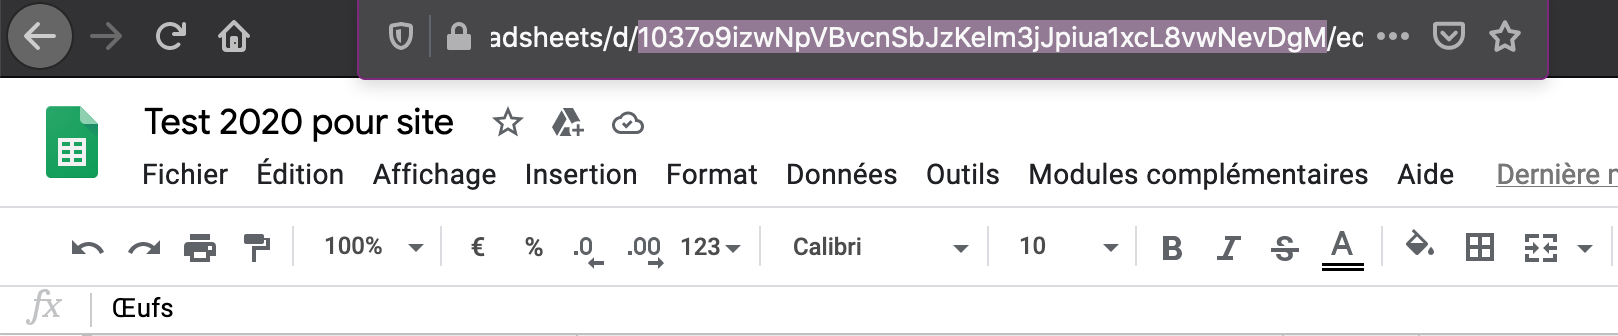 adsheets/d/1037o9izwNpVBvcnSbJzKelm3jJpiua1xcL8vwNevDgM/ec
Test 2020 pour site
Fichier Édition Affichage Insertion Format Données Outils Modules complémentaires Aide Dernière
100% € % .0 .00 123 Calibri 10 B I S A
fx Œufs